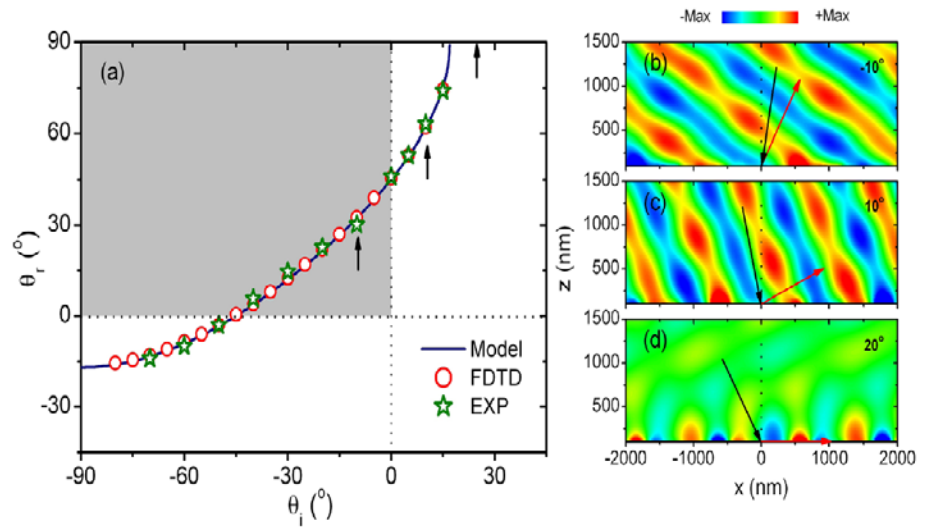 -Max +Max
(a)
90
60
30
0
-30
θr (°)
-90 -60 -30 0 30
θi (°)
Model
FDTD
EXP
(b) -10°
1500
1000
500
(c) 10°
1500
1000
500
(d) 20°
1500
1000
500
z (nm)
-2000 -1000 0 1000 2000
x (nm)